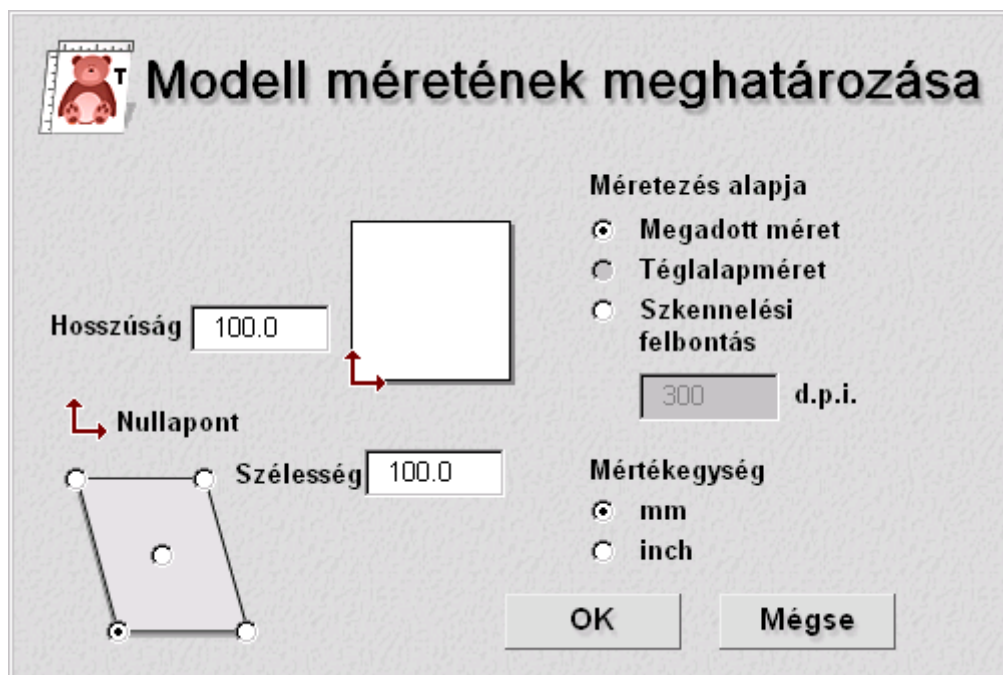 T
Modell méretének meghatározása
Méretezés alapja
Megadott méret
Téglalapméret
Szkennelési
felbontás
300 d.p.i.
Hosszúság 100.0
Nullapont
Szélesség 100.0
Mértékegység
mm
inch
OK
Mégse